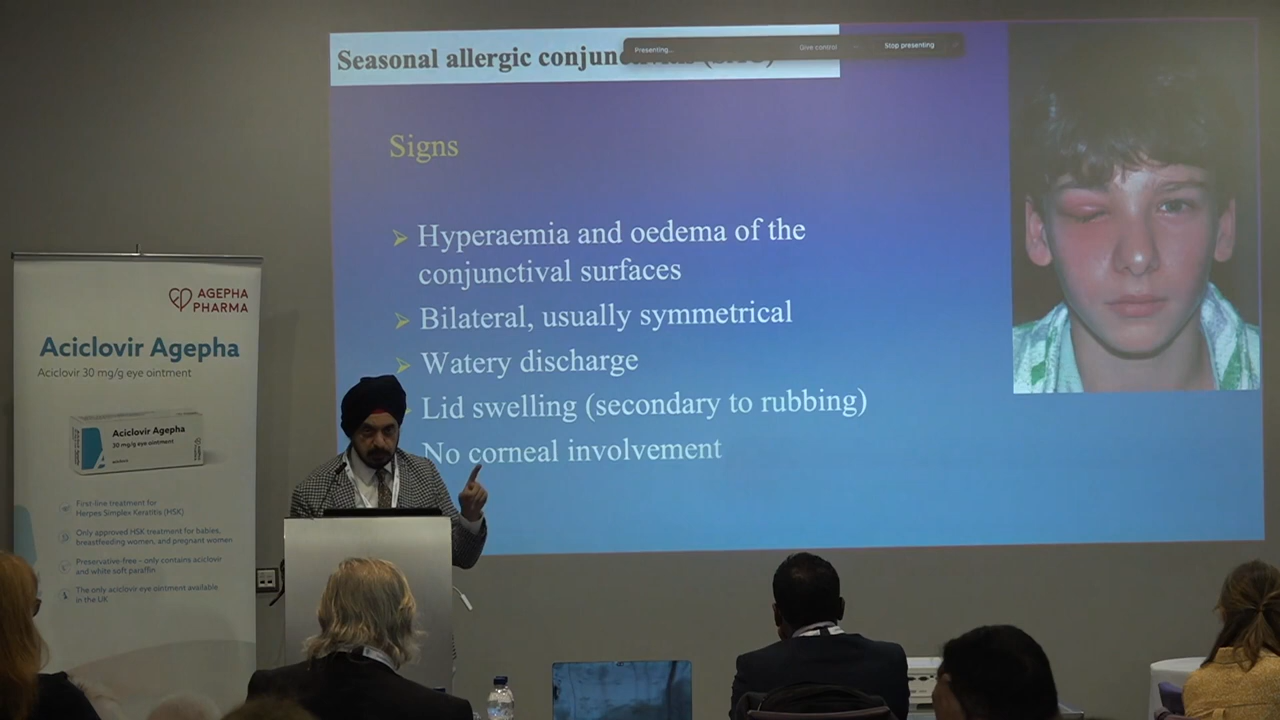 Seasonal allergic conjunctivitis (SAC)
Presenting...
Give control
Stop presenting
Signs
Hyperaemia and oedema of the
conjunctival surfaces
Bilateral, usually symmetrical
Watery discharge
Lid swelling (secondary to rubbing)
No corneal involvement
AGEPHA
PHARMA
Aciclovir Agepha
Aciclovir 30 mg/g eye ointment
Aciclovir Agepha
30 mg/g eye ointment
First-line treatment for
Herpes Simplex Keratitis (HSK)
Only approved HSK treatment for babies,
breastfeeding women, and pregnant women
Preservative-free - only contains aciclovir
and white soft paraffin
The only aciclovir eye ointment available
in the UK